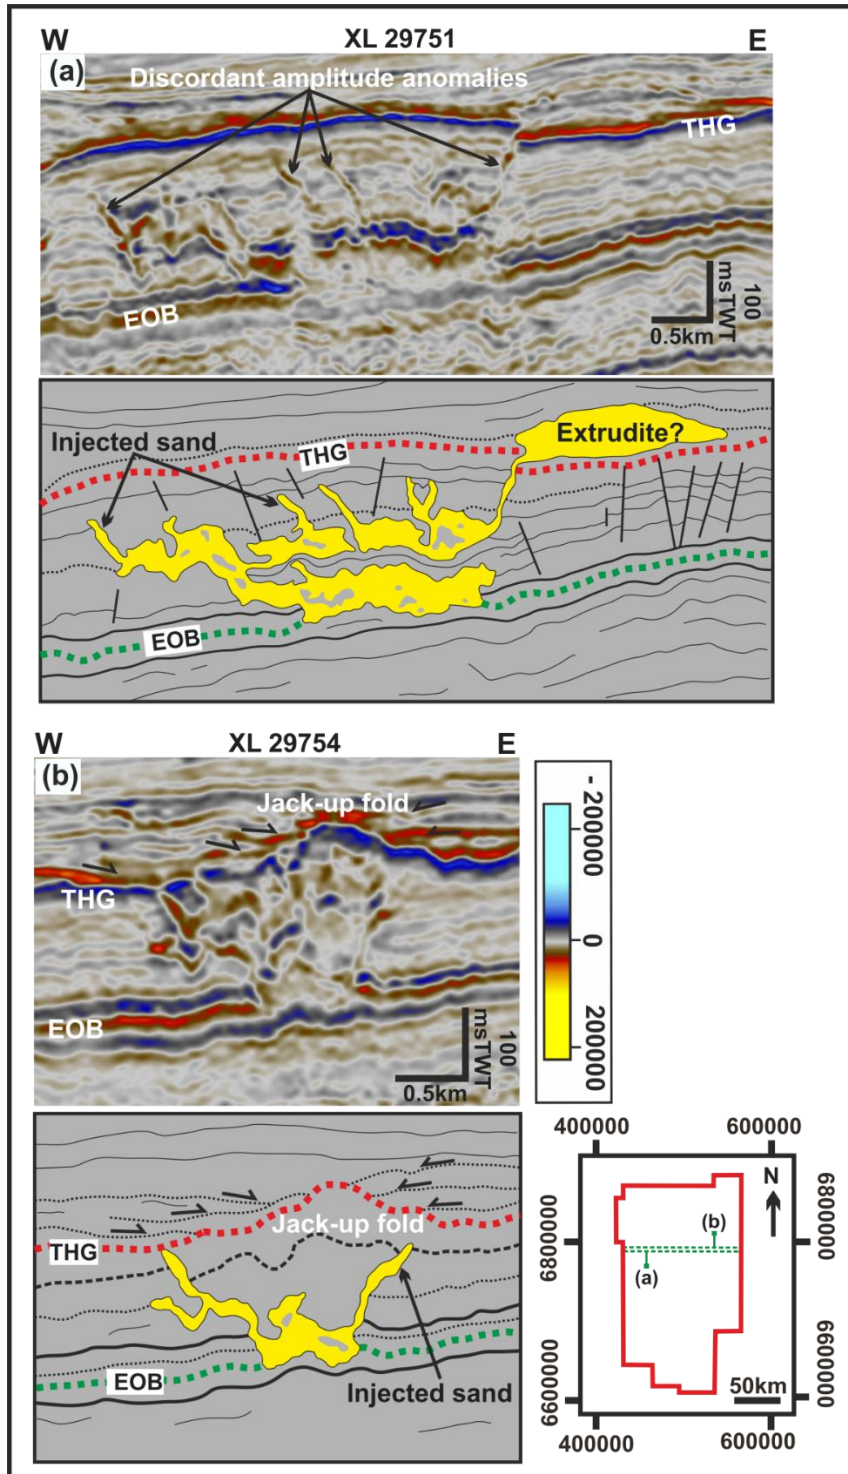 W XL 29751 E
(a) Discordant amplitude anomalies
THG
EOB
100
msTWT
0.5km
Injected sand
THG
Extrudite?
EOB
W XL 29754 E
(b)
Jack-up fold
THG
EOB
100
msTWT
0.5km
- 200000
0
200000
Jack-up fold
THG
EOB
Injected sand
400000 600000
N
6800000
6800000
(b)
(a)
50km
6600000
6600000
400000 600000